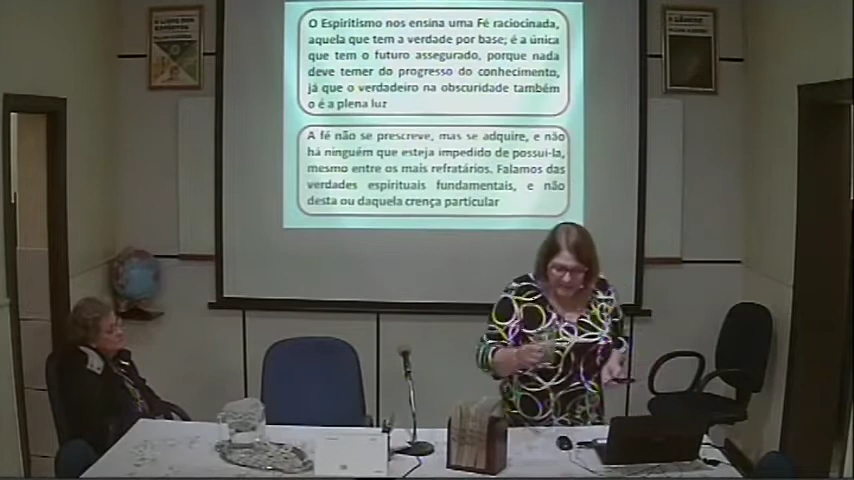 O LIVRO DOS
O Espiritismo nos ensina uma Fé raciocinada,
aquela que tem a verdade por base; é a única
que tem o futuro assegurado, porque nada
deve temer do progresso do conhecimento,
já que o verdadeiro na obscuridade também
o é a plena luz
A fé não se prescreve, mas se adquire, e não
há ninguém que esteja impedido de possuí-la,
mesmo entre os mais refratários. Falamos das
verdades espirituais fundamentais, e não
desta ou daquela crença particular
A GÊNESE